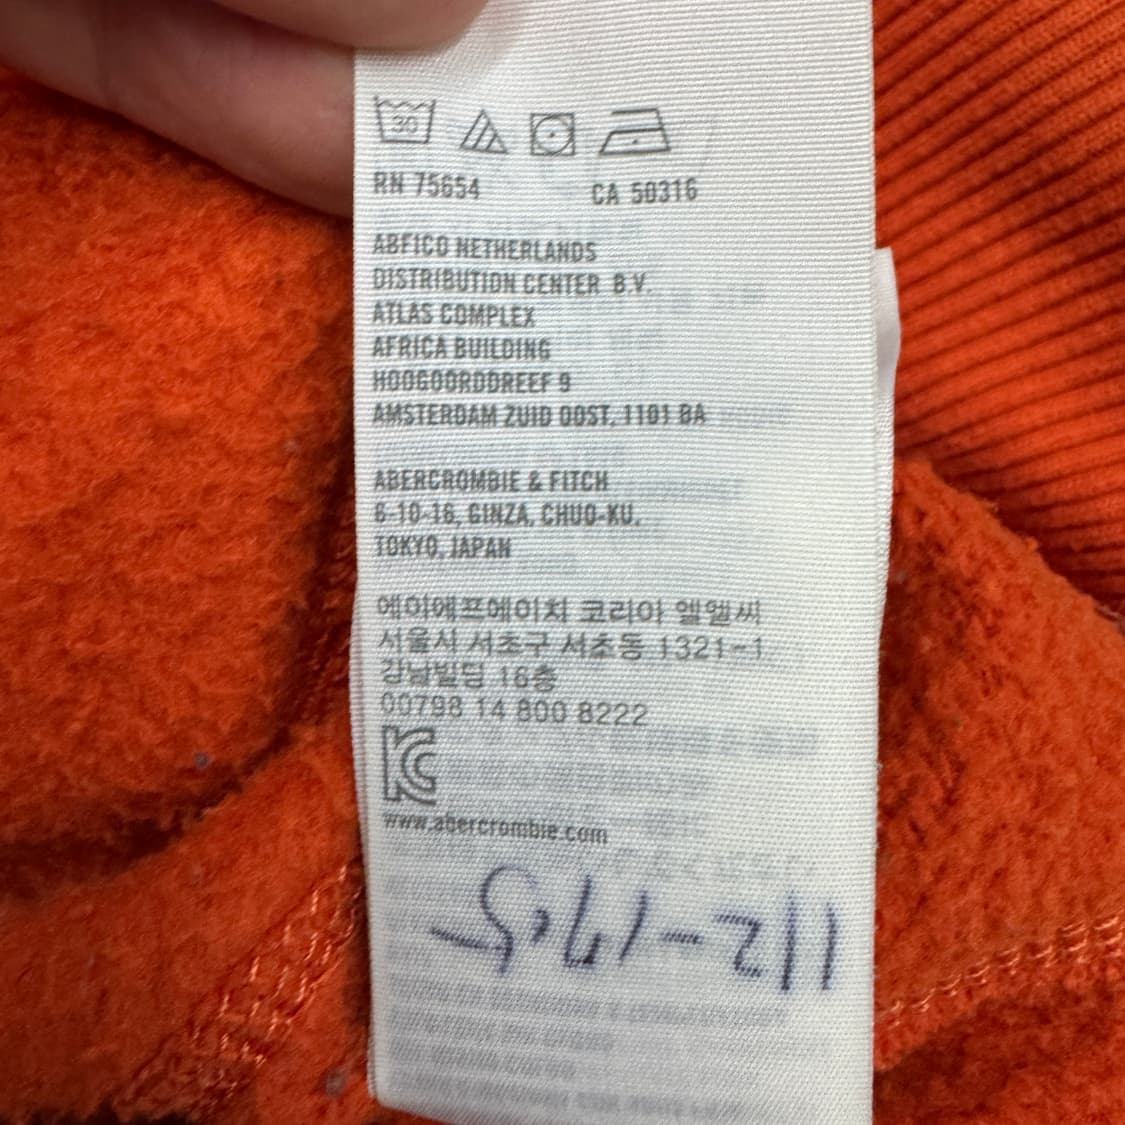 30
RN 75654 CA 50316
ABFICO NETHERLANDS
DISTRIBUTION CENTER B.V.
ATLAS COMPLEX
AFRICA BUILDING
HOOGOORDDREEF 9
AMSTERDAM ZUID OOST, 1101 BA
ABERCROMBIE & FITCH
6-10-16, GINZA, CHUO-KU,
TOKYO, JAPAN
에이에프에이치 코리아 엘엘씨
서울시 서초구 서초동 1321-1
강남빌딩 16층
00798 14 800 8222
KC
www.abercrombie.com